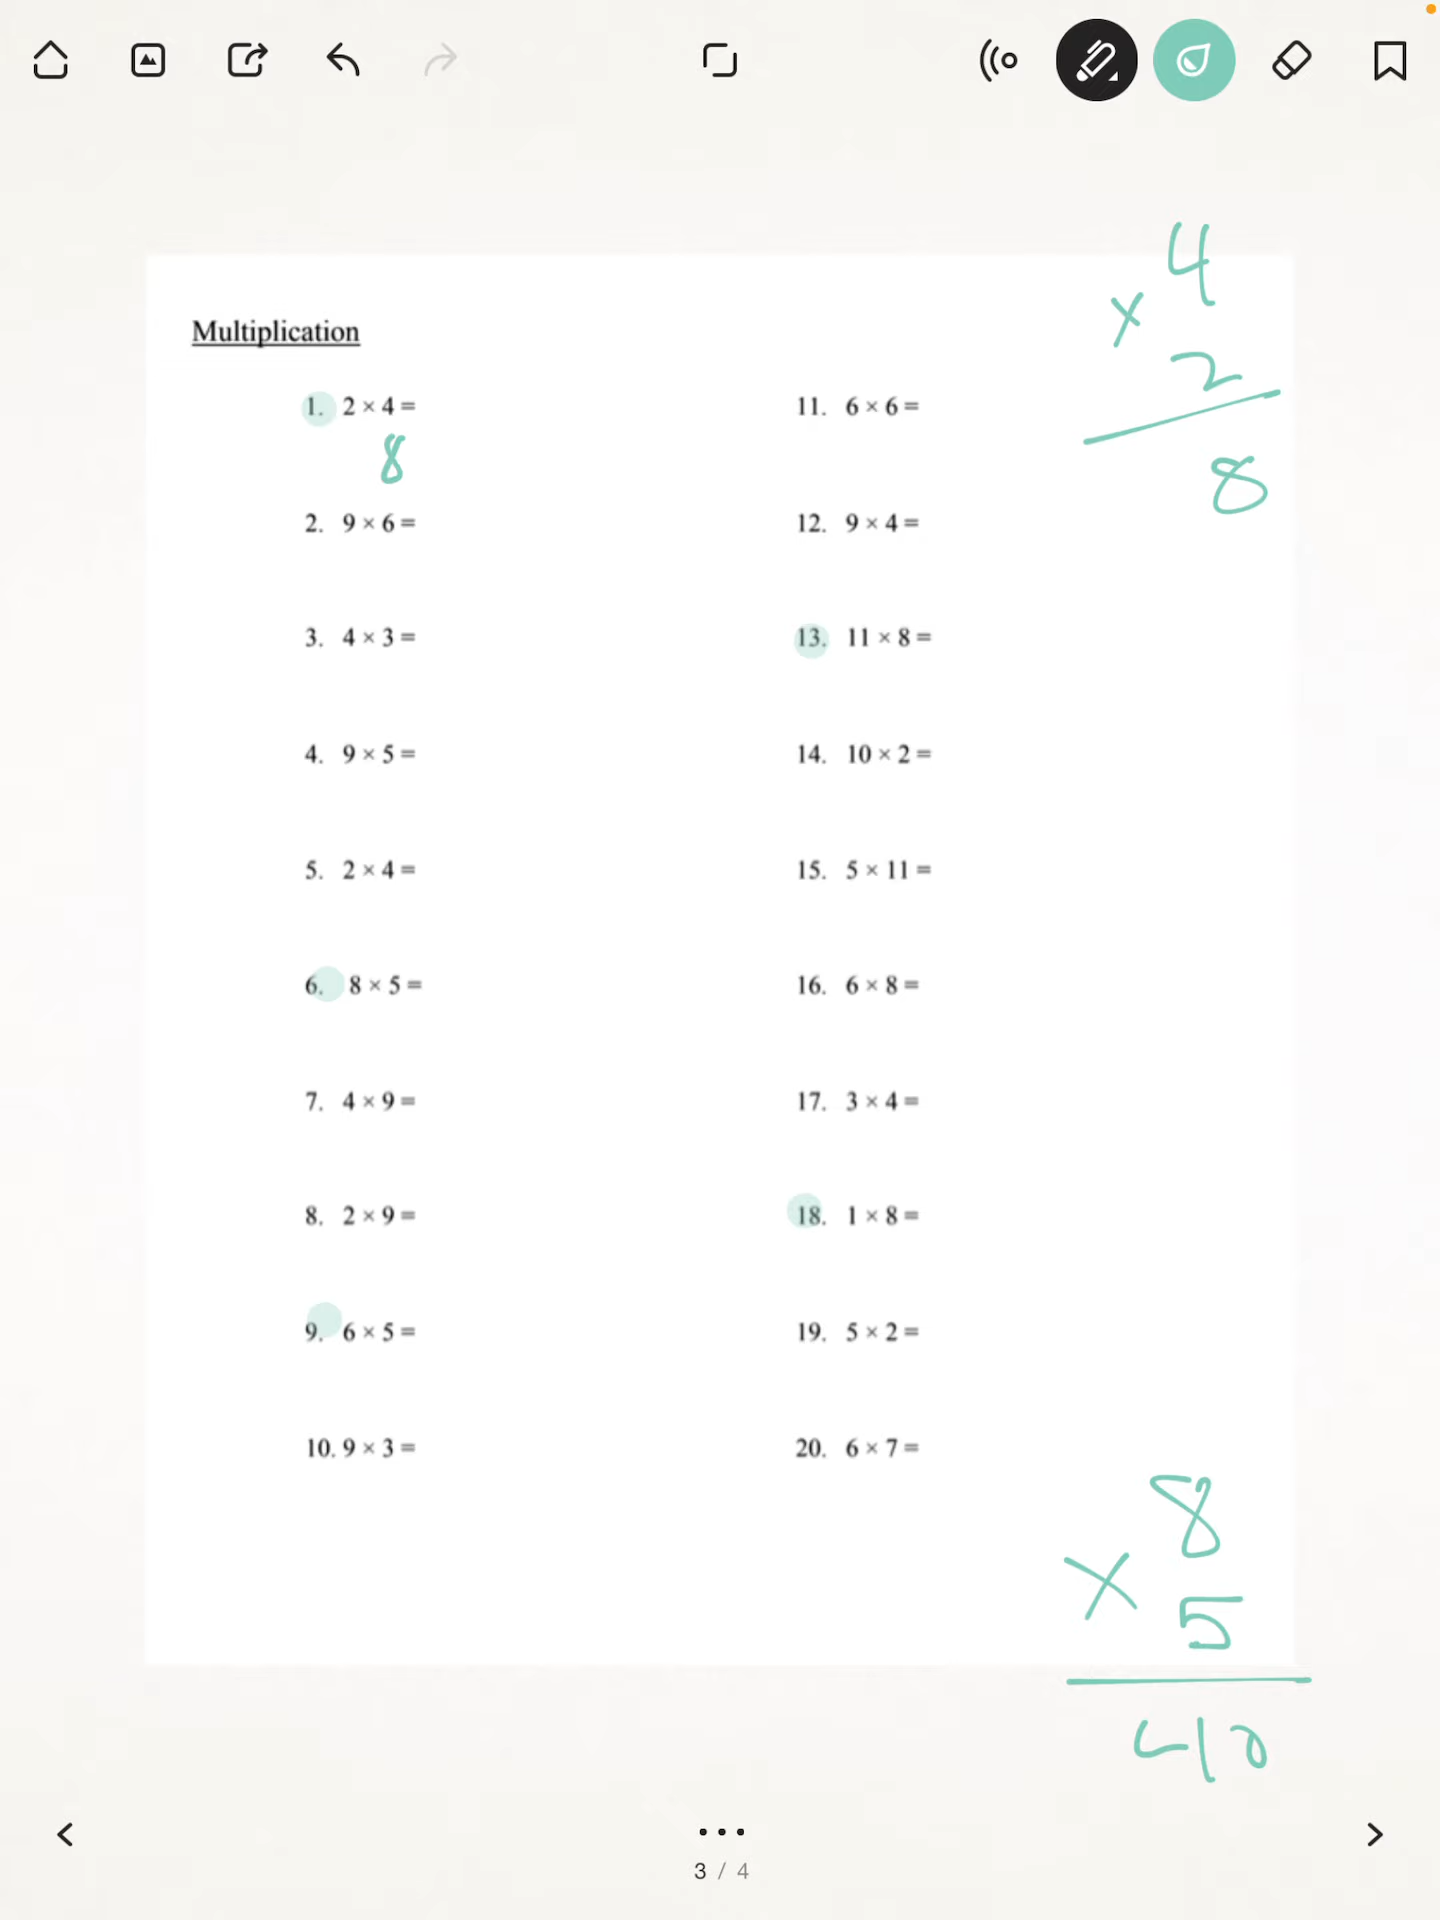 Multiplication
1. 2 × 4 =
8
2. 9 × 6 =
3. 4 × 3 =
4. 9 × 5 =
5. 2 × 4 =
6. 8 × 5 =
7. 4 × 9 =
8. 2 × 9 =
9. 6 × 5 =
10. 9 × 3 =
11. 6 × 6 =
12. 9 × 4 =
13. 11 × 8 =
14. 10 × 2 =
15. 5 × 11 =
16. 6 × 8 =
17. 3 × 4 =
18. 1 × 8 =
19. 5 × 2 =
20. 6 × 7 =
4
× 2
8
8
× 5
40
3 / 4